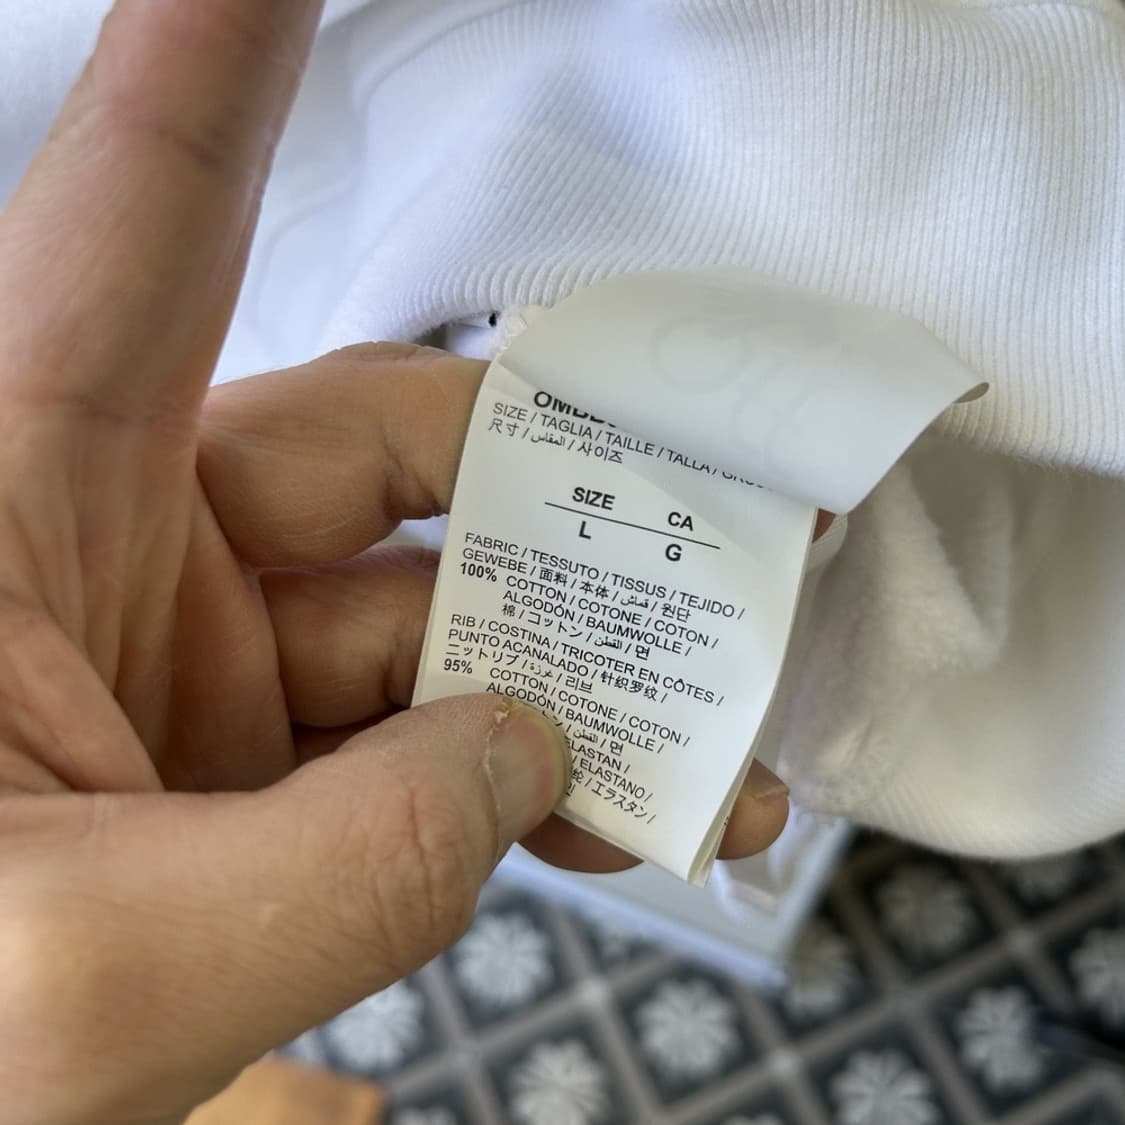 SIZE / TAGLIA / TAILLE / TALLA /
尺寸 / المقاس / 사이즈
SIZE CA
L G
FABRIC / TESSUTO / TISSUS / TEJIDO /
GEWEBE / 面料 / 本体 / قماش / 원단
100% COTTON / COTONE / COTON /
ALGODÓN / BAUMWOLLE /
棉 / コットン / القطن / 면
RIB / COSTINA / TRICOTER EN CÔTES /
PUNTO ACANALADO / 针织罗纹 /
ニットリブ / غرزة / 리브
95% COTTON / COTONE / COTON /
ALGODÓN / BAUMWOLLE /
القطن / 면
ELASTAN /
/ ELASTANO /
/ エラスタン /